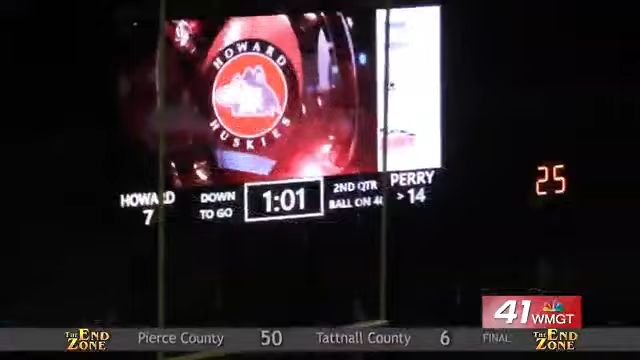 HOWARD
HUSKIES
HOWARD
7
DOWN
TO GO
1:01
2ND QTR
BALL ON 4
PERRY
> 14
25
41 WMGT
THE END ZONE
Pierce County 50 Tattnall County 6 FINAL
THE END ZONE